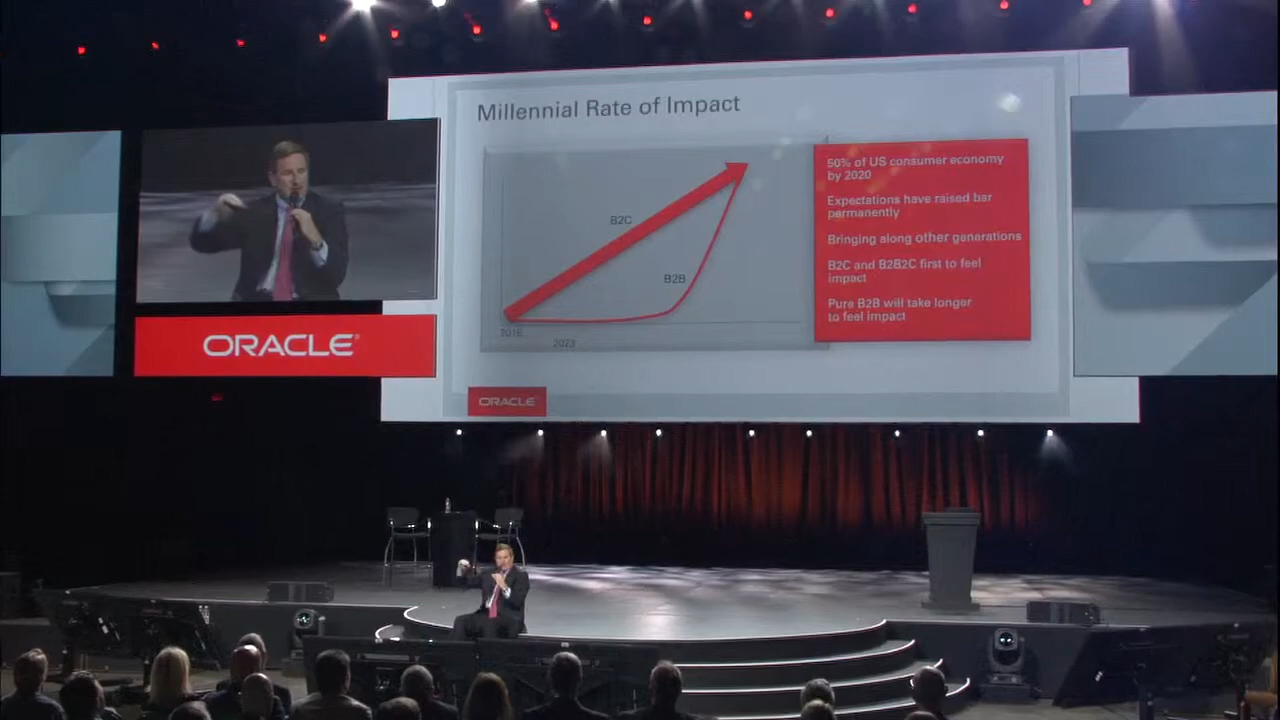 Millennial Rate of Impact
50% of US consumer economy
by 2020
Expectations have raised bar
permanently
Bringing along other generations
B2C and B2B2C first to feel
impact
Pure B2B will take longer
to feel impact
B2C
B2B
2023
ORACLE
ORACLE